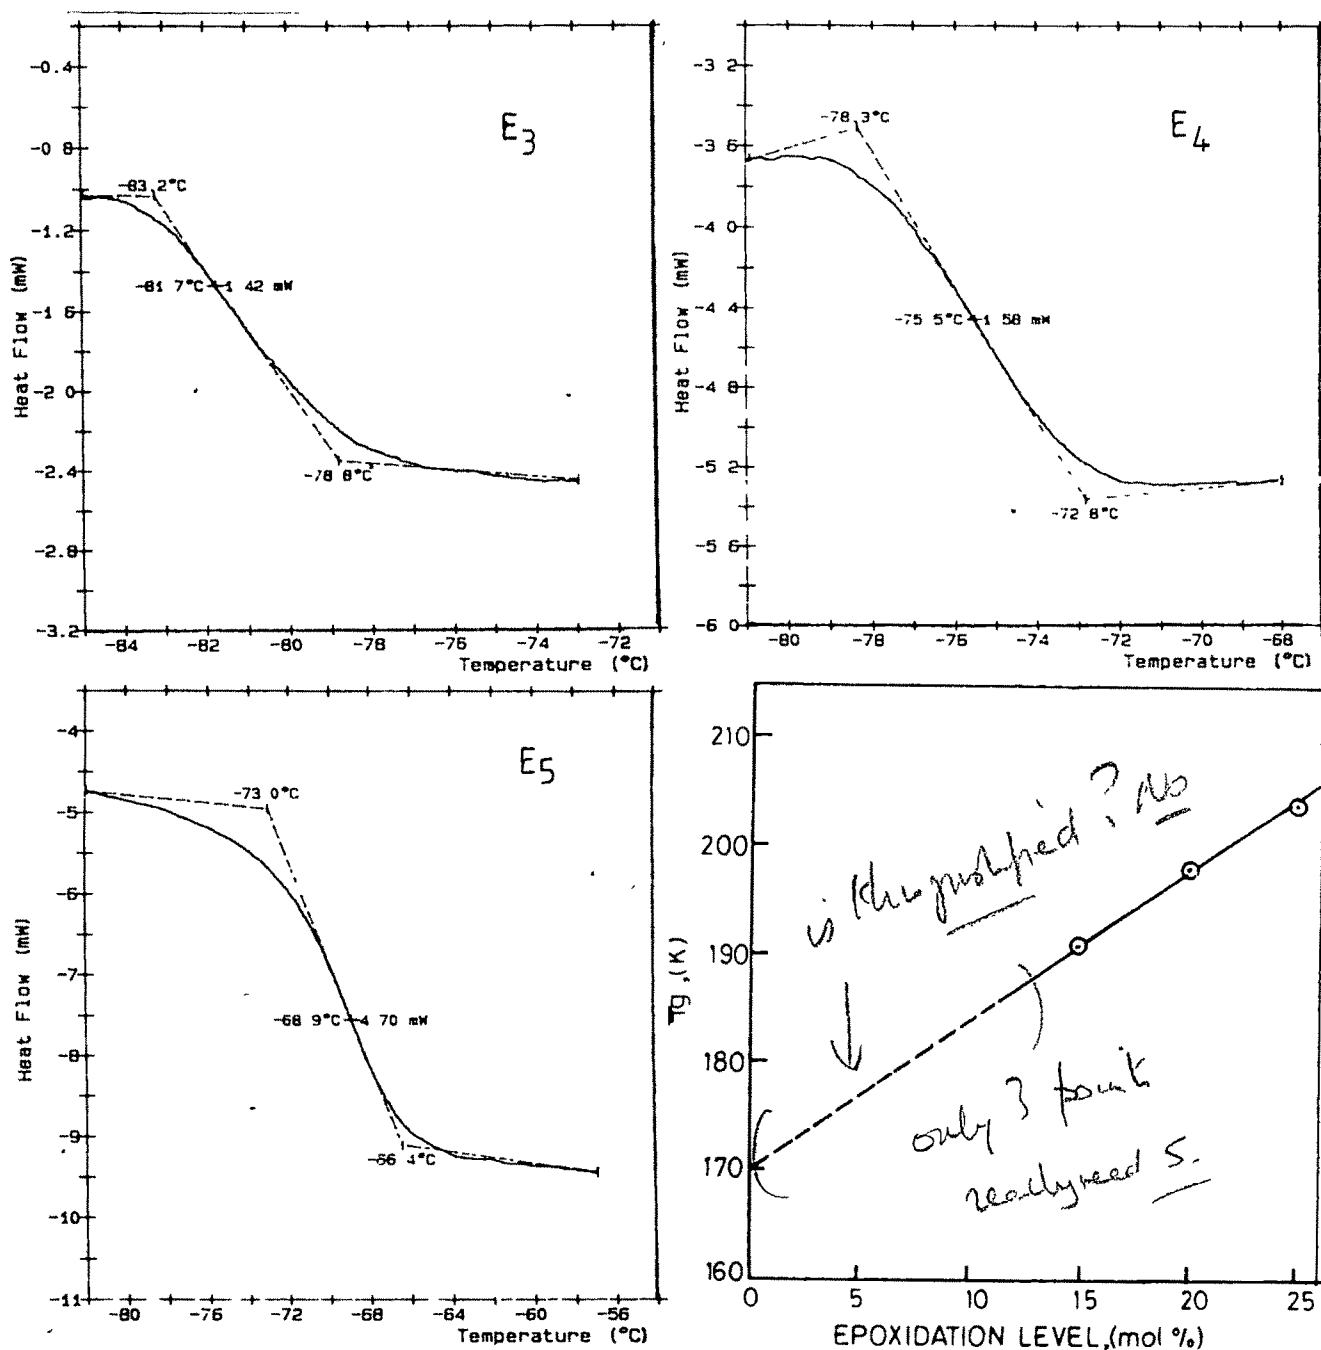 E3
-0.4
-0 8
-1.2
-1 6
-2 0
-2.4
-2.8
-3.2
Heat Flow (mW)
-83 2°C
-81 7°C
1 42 mW
-78 8°C
-84
-82
-80
-78
-76
-74
-72
Temperature (°C)
E4
-3 2
-3 6
-4 0
-4 4
-4 8
-5 2
-5 6
-6 0
Heat Flow (mW)
-78 3°C
-75 5°C
1 58 mW
-72 8°C
-80
-78
-76
-74
-72
-70
-68
Temperature (°C)
E5
-4
-5
-6
-7
-8
-9
-10
-11
Heat Flow (mW)
-73 0°C
-68 9°C
4 70 mW
-66 4°C
-80
-76
-72
-68
-64
-60
-56
Temperature (°C)
210
200
190
180
170
160
Tg,(K)
is this justified? No
only 3 points
really need 5.
0
5
10
15
20
25
EPOXIDATION LEVEL,(mol %)